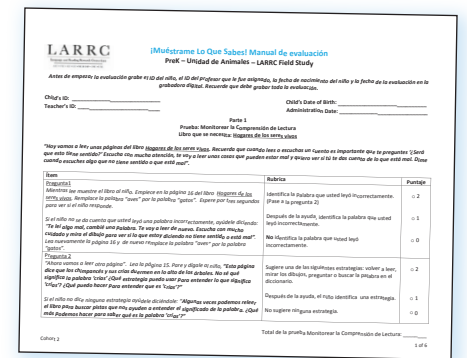 LARRC
¡Muéstrame Lo Que Sabes! Manual de evaluación
PreK – Unidad de Animales – LARRC Field Study
Antes de empezar la evaluación grabe el ID del niño, el ID del profesor que le fue asignado, la fecha de nacimiento del niño y la fecha de la evaluación en la
grabadora digital. Recuerde que debe grabar toda la evaluación.
Child's ID:
Child's Date of Birth:
Teacher's ID:
Administration Date:
Parte 1
Prueba: Monitorear la Comprensión de Lectura
Libro que se necesita: Hogares de los seres vivos
"Hoy vamos a leer unas páginas del libro Hogares de los seres vivos. Recuerda que cuando lees o escuchas un cuento es importante que te preguntes '¿Será
que esto tiene sentido?' Escucha con mucha atención, te voy a leer unas cosas que pueden estar mal y quiero ver si tú te das cuenta de lo que está mal. Dime
cuando escuches algo que no tiene sentido o que está mal".
Ítem
Rúbrica
Puntaje
Pregunta1
Mientras lee muestre el libro al niño. Empiece en la página 16 del libro Hogares de los
seres vivos. Remplace la palabra "aves" por la palabra "gatos". Espere por tres segundos
para ver si el niño responde.
Identifica la palabra que usted leyó incorrectamente.
(Pase a la pregunta 2)
○ 2
Si el niño no se da cuenta que usted leyó una palabra incorrectamente, ayúdele diciendo:
"Te leí algo mal, cambié una Palabra. Te voy a leer de nuevo. Escucha con mucho
cuidado y mira el dibujo para ver si lo que estoy diciendo no tiene sentido o está mal".
Lea nuevamente la página 16 y de nuevo remplace la palabra "aves" por la palabra
"gatos".
Después de la ayuda, identifica la palabra que usted
leyó incorrectamente.
○ 1
No identifica la palabra que usted leyó
incorrectamente.
○ 0
Pregunta 2
"Ahora vamos a leer otra página". Lea la página 15. Pare y dígale al niño, "Esta página
dice que los chimpancés y sus crías duermen en lo alto de los árboles. No sé qué
significa la palabra 'crías' ¿Qué estrategia puedo usar para entender lo que significa
'crías'? ¿Qué puedo hacer para entender que es 'crías'?"
Sugiere una de las siguientes estrategias: volver a leer,
mirar los dibujos, preguntar o buscar la palabra en el
diccionario.
○ 2
Si el niño no dice ninguna estrategia ayúdele diciéndole: "Algunas veces podemos releer
el libro para buscar pistas que nos ayuden a entender el significado de la palabra. ¿Qué
más podemos hacer para saber qué es la palabra 'crías'?"
Después de la ayuda, el niño identifica una estrategia.
○ 1
No sugiere ninguna estrategia.
○ 0
Total de la prueba Monitorear la Comprensión de Lectura:
Cohort 2
1 of 6